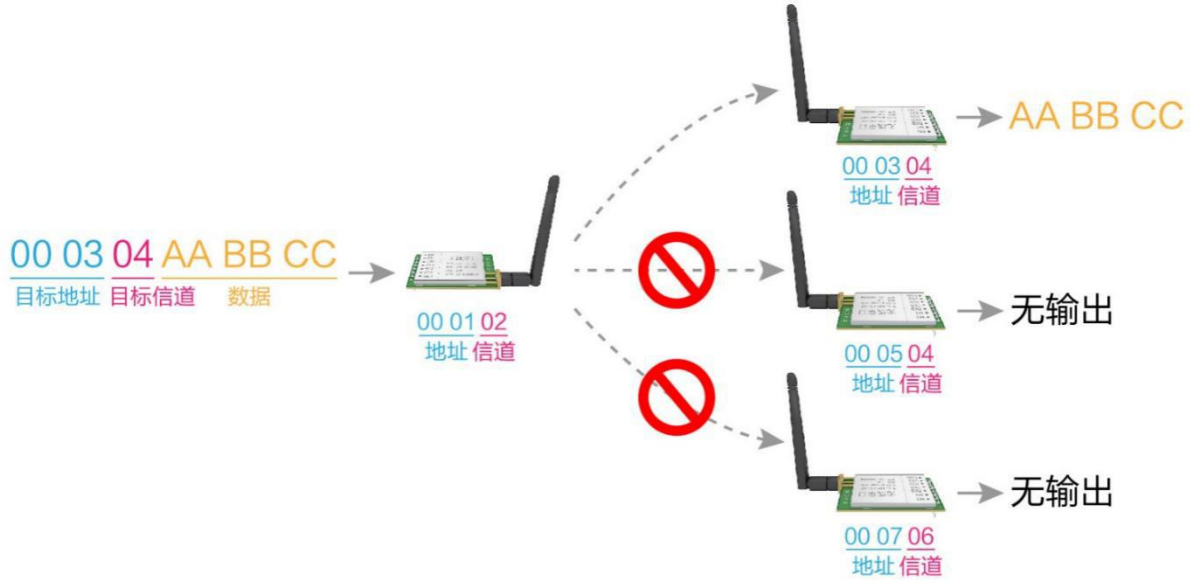 00 03 04 AA BB CC
目标地址 目标信道 数据
00 01 02
地址 信道
AA BB CC
00 03 04
地址 信道
无输出
00 05 04
地址 信道
无输出
00 07 06
地址 信道